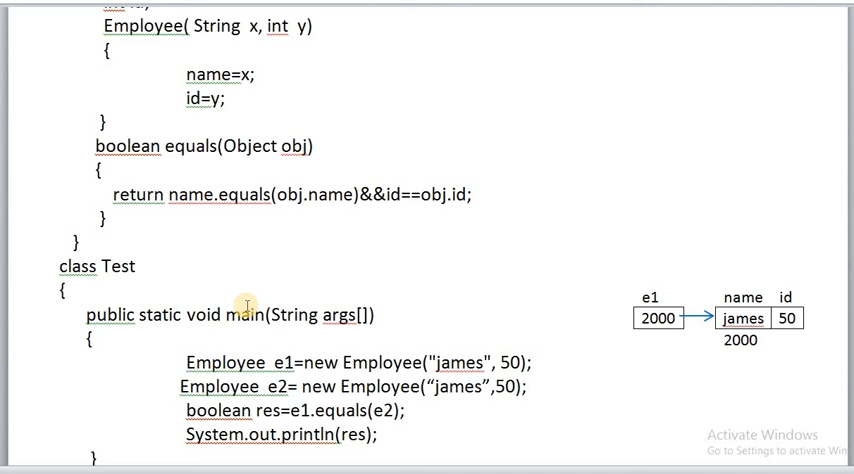 Employee( String x, int y)
{
name=x;
id=y;
}
boolean equals(Object obj)
{
return name.equals(obj.name)&&id==obj.id;
}
}
class Test
{
public static void main(String args[])
{
Employee e1=new Employee("james", 50);
Employee e2= new Employee(“james”,50);
boolean res=e1.equals(e2);
System.out.println(res);
}
e1 name id
2000 james 50
2000
Activate Windows
Go to Settings to activate Win